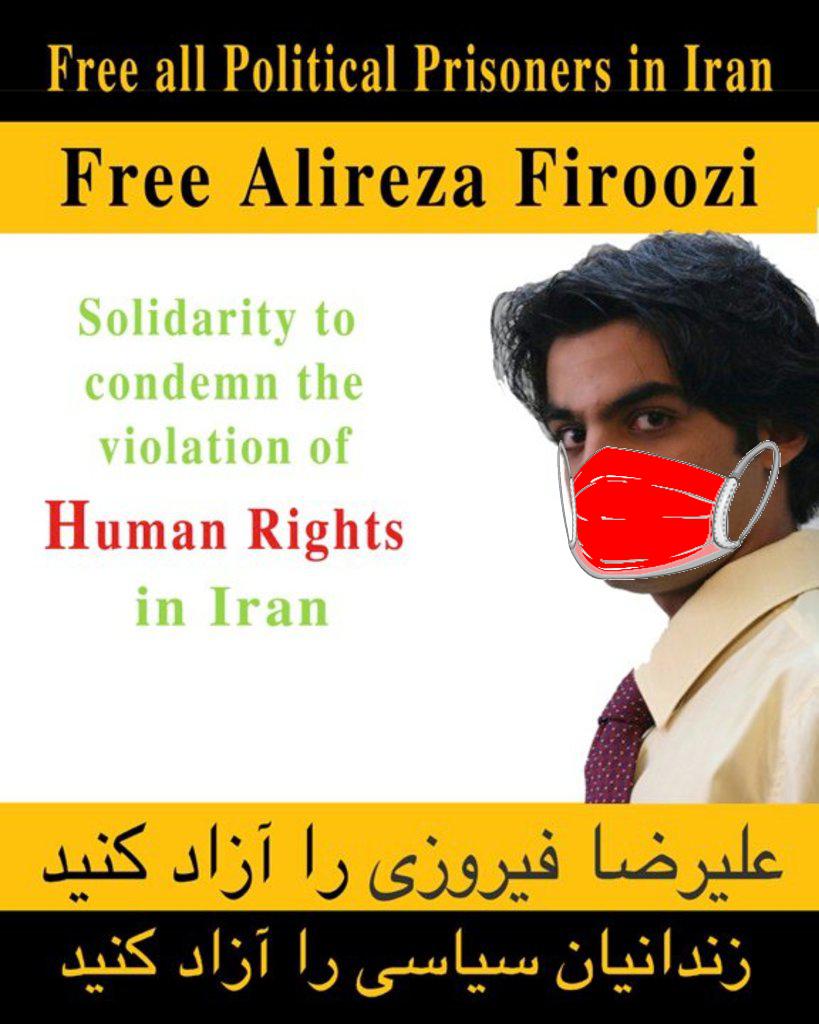 Free all Political Prisoners in Iran
Free Alireza Firoozi
Solidarity to
condemn the
violation of
Human Rights
in Iran
علیرضا فیروزی را آزاد کنید
زندانیان سیاسی را آزاد کنید